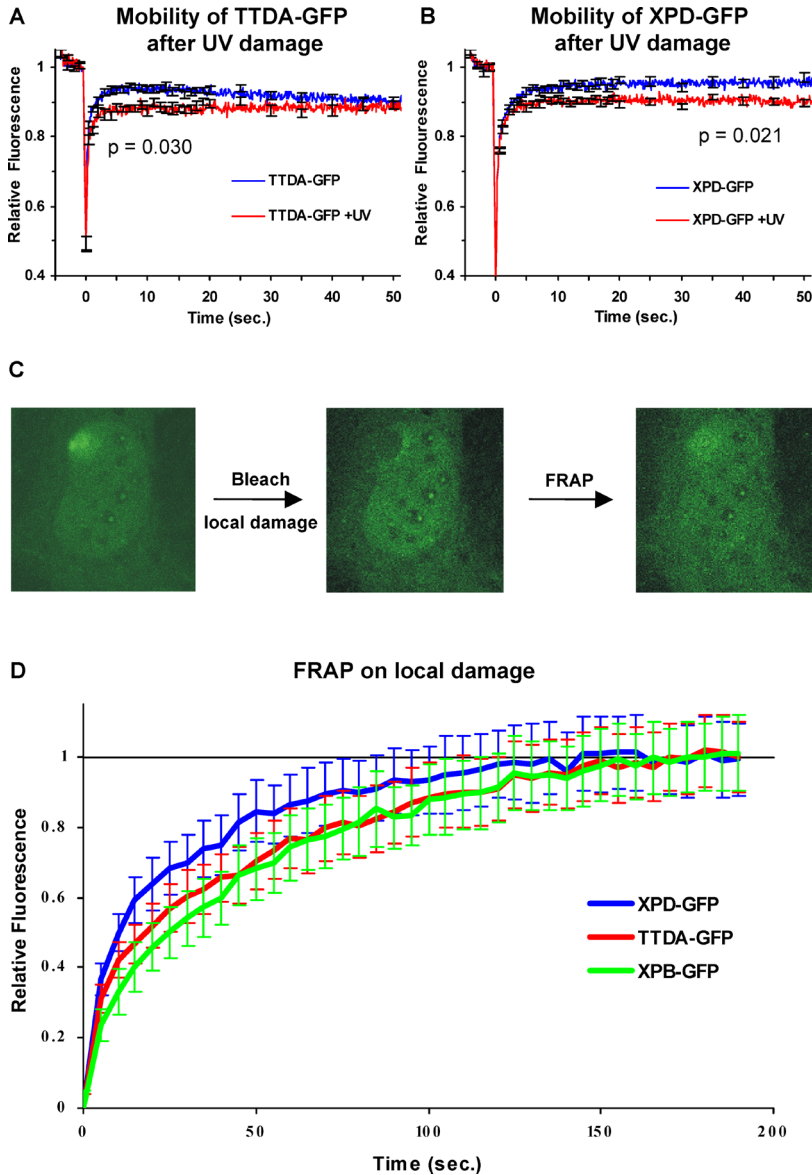 A
Mobility of TTDA-GFP
after UV damage
Relative Fluorescence
1
0.8
0.6
0.4
p = 0.030
TTDA-GFP
TTDA-GFP +UV
0 10 20 30 40 50
Time (sec.)
B
Mobility of XPD-GFP
after UV damage
Relative Fluourescence
1
0.8
0.6
0.4
p = 0.021
XPD-GFP
XPD-GFP +UV
0 10 20 30 40 50
Time (sec.)
C
Bleach
local damage
FRAP
D
FRAP on local damage
Relative Fluorescence
1
0.8
0.6
0.4
0.2
0
XPD-GFP
TTDA-GFP
XPB-GFP
0 50 100 150 200
Time (sec.)